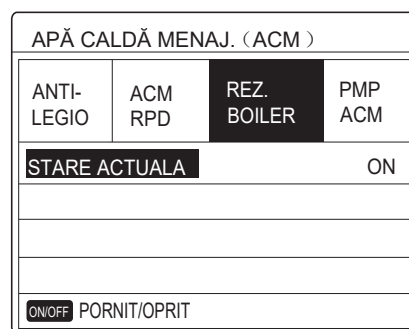 APĂ CALDĂ MENAJ.（ACM）
ANTI-
LEGIO
ACM
RPD
REZ.
BOILER
PMP
ACM
STARE ACTUALA ON
ON/OFF PORNIT/OPRIT